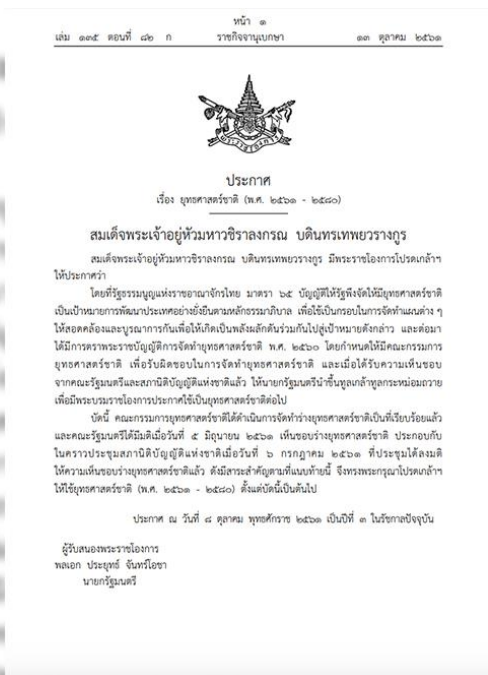 หน้า ๑
เล่ม ๑๓๕ ตอนที่ ๘๒ ก ราชกิจจานุเบกษา ๑๓ ตุลาคม ๒๕๖๑
ประกาศ
เรื่อง ยุทธศาสตร์ชาติ (พ.ศ. ๒๕๖๑ - ๒๕๘๐)
สมเด็จพระเจ้าอยู่หัวมหาวชิราลงกรณ บดินทรเทพยวรางกูร
สมเด็จพระเจ้าอยู่หัวมหาวชิราลงกรณ บดินทรเทพยวรางกูร มีพระราชโองการโปรดเกล้าฯ
ให้ประกาศว่า
โดยที่รัฐธรรมนูญแห่งราชอาณาจักรไทย มาตรา ๖๕ บัญญัติให้รัฐพึงจัดให้มียุทธศาสตร์ชาติ
เป็นเป้าหมายการพัฒนาประเทศอย่างยั่งยืนตามหลักธรรมาภิบาล เพื่อใช้เป็นกรอบในการจัดทำแผนต่าง ๆ
ให้สอดคล้องและบูรณาการกันเพื่อให้เกิดเป็นพลังผลักดันร่วมกันไปสู่เป้าหมายดังกล่าว และต่อมา
ได้มีการตราพระราชบัญญัติการจัดทำยุทธศาสตร์ชาติ พ.ศ. ๒๕๖๐ โดยกำหนดให้มีคณะกรรมการ
ยุทธศาสตร์ชาติ เพื่อรับผิดชอบในการจัดทำยุทธศาสตร์ชาติ และเมื่อได้รับความเห็นชอบ
จากคณะรัฐมนตรีและสภานิติบัญญัติแห่งชาติแล้ว ให้นายกรัฐมนตรีนำขึ้นทูลเกล้าทูลกระหม่อมถวาย
เพื่อมีพระบรมราชโองการประกาศใช้เป็นยุทธศาสตร์ชาติต่อไป
บัดนี้ คณะกรรมการยุทธศาสตร์ชาติได้ดำเนินการจัดทำร่างยุทธศาสตร์ชาติเป็นที่เรียบร้อยแล้ว
และคณะรัฐมนตรีได้มีมติเมื่อวันที่ ๕ มิถุนายน ๒๕๖๑ เห็นชอบร่างยุทธศาสตร์ชาติ ประกอบกับ
ในคราวประชุมสภานิติบัญญัติแห่งชาติเมื่อวันที่ ๖ กรกฎาคม ๒๕๖๑ ที่ประชุมได้ลงมติ
ให้ความเห็นชอบร่างยุทธศาสตร์ชาติแล้ว ดังมีสาระสำคัญตามที่แนบท้ายนี้ จึงทรงพระกรุณาโปรดเกล้าฯ
ให้ใช้ยุทธศาสตร์ชาติ (พ.ศ. ๒๕๖๑ - ๒๕๘๐) ตั้งแต่บัดนี้เป็นต้นไป
ประกาศ ณ วันที่ ๘ ตุลาคม พุทธศักราช ๒๕๖๑ เป็นปีที่ ๓ ในรัชกาลปัจจุบัน
ผู้รับสนองพระราชโองการ
พลเอก ประยุทธ์ จันทร์โอชา
นายกรัฐมนตรี